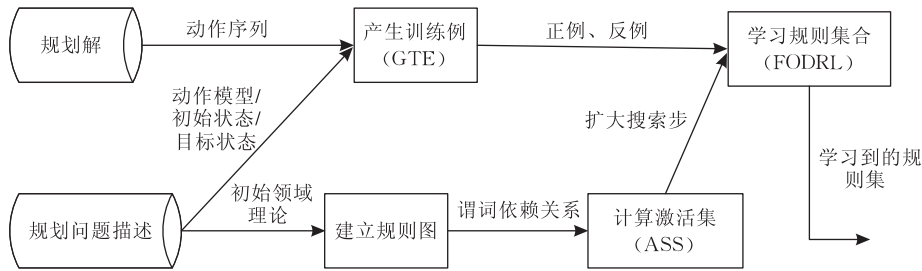 规划解
动作序列
产生训练例
(GTE)
正例、反例
学习规则集合
(FODRL)
动作模型/
初始状态/
目标状态
扩大搜索步
学习到的规
则集
规划问题描述
初始领域
理论
建立规则图
谓词依赖关系
计算激活集
(ASS)